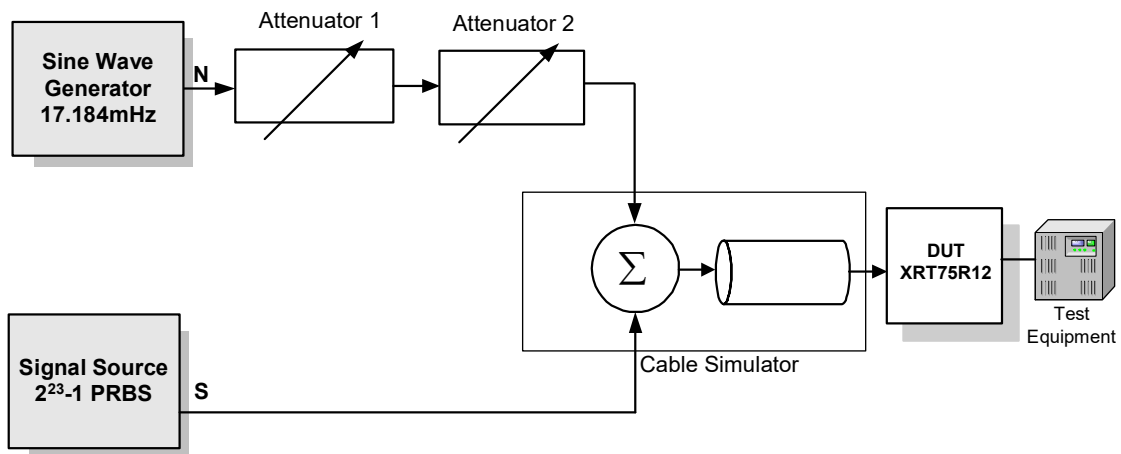 Attenuator 1
Attenuator 2
Sine Wave
Generator
17.184mHz
N
DUT
XRT75R12
Σ
Test
Equipment
Cable Simulator
Signal Source
2²³-1 PRBS
S